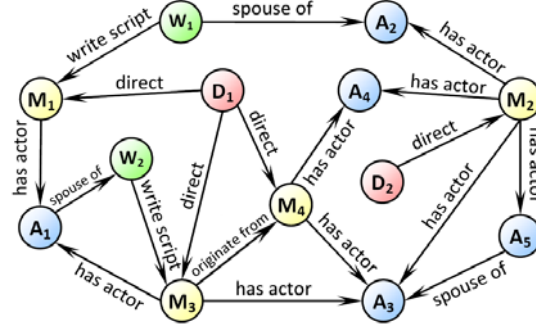 W1
spouse of
A2
write script
has actor
M1
direct
D1
A4
has actor
M2
has actor
W2
direct
direct
has actor
direct
D2
has actor
has actor
spouse of
write script
A1
M4
originate from
has actor
A5
has actor
M3
has actor
A3
spouse of